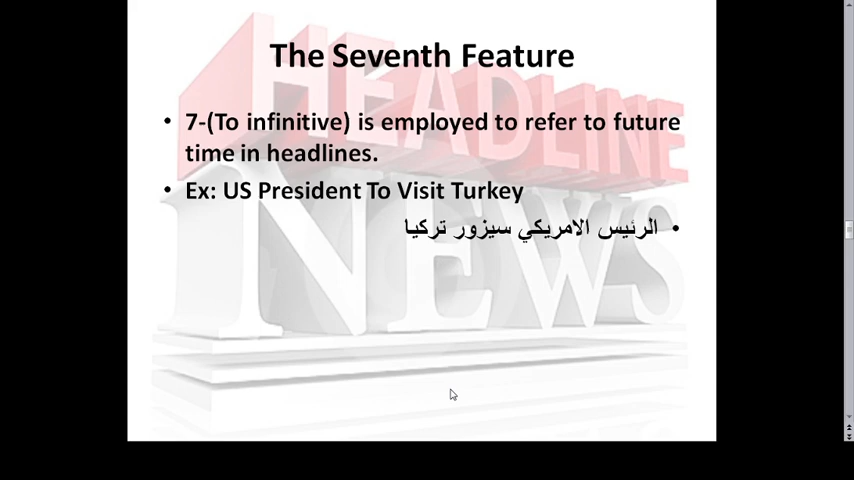 The Seventh Feature
• 7-(To infinitive) is employed to refer to future
time in headlines.
• Ex: US President To Visit Turkey
• الرئيس الامريكي سيزور تركيا
HEADLINE
NEWS